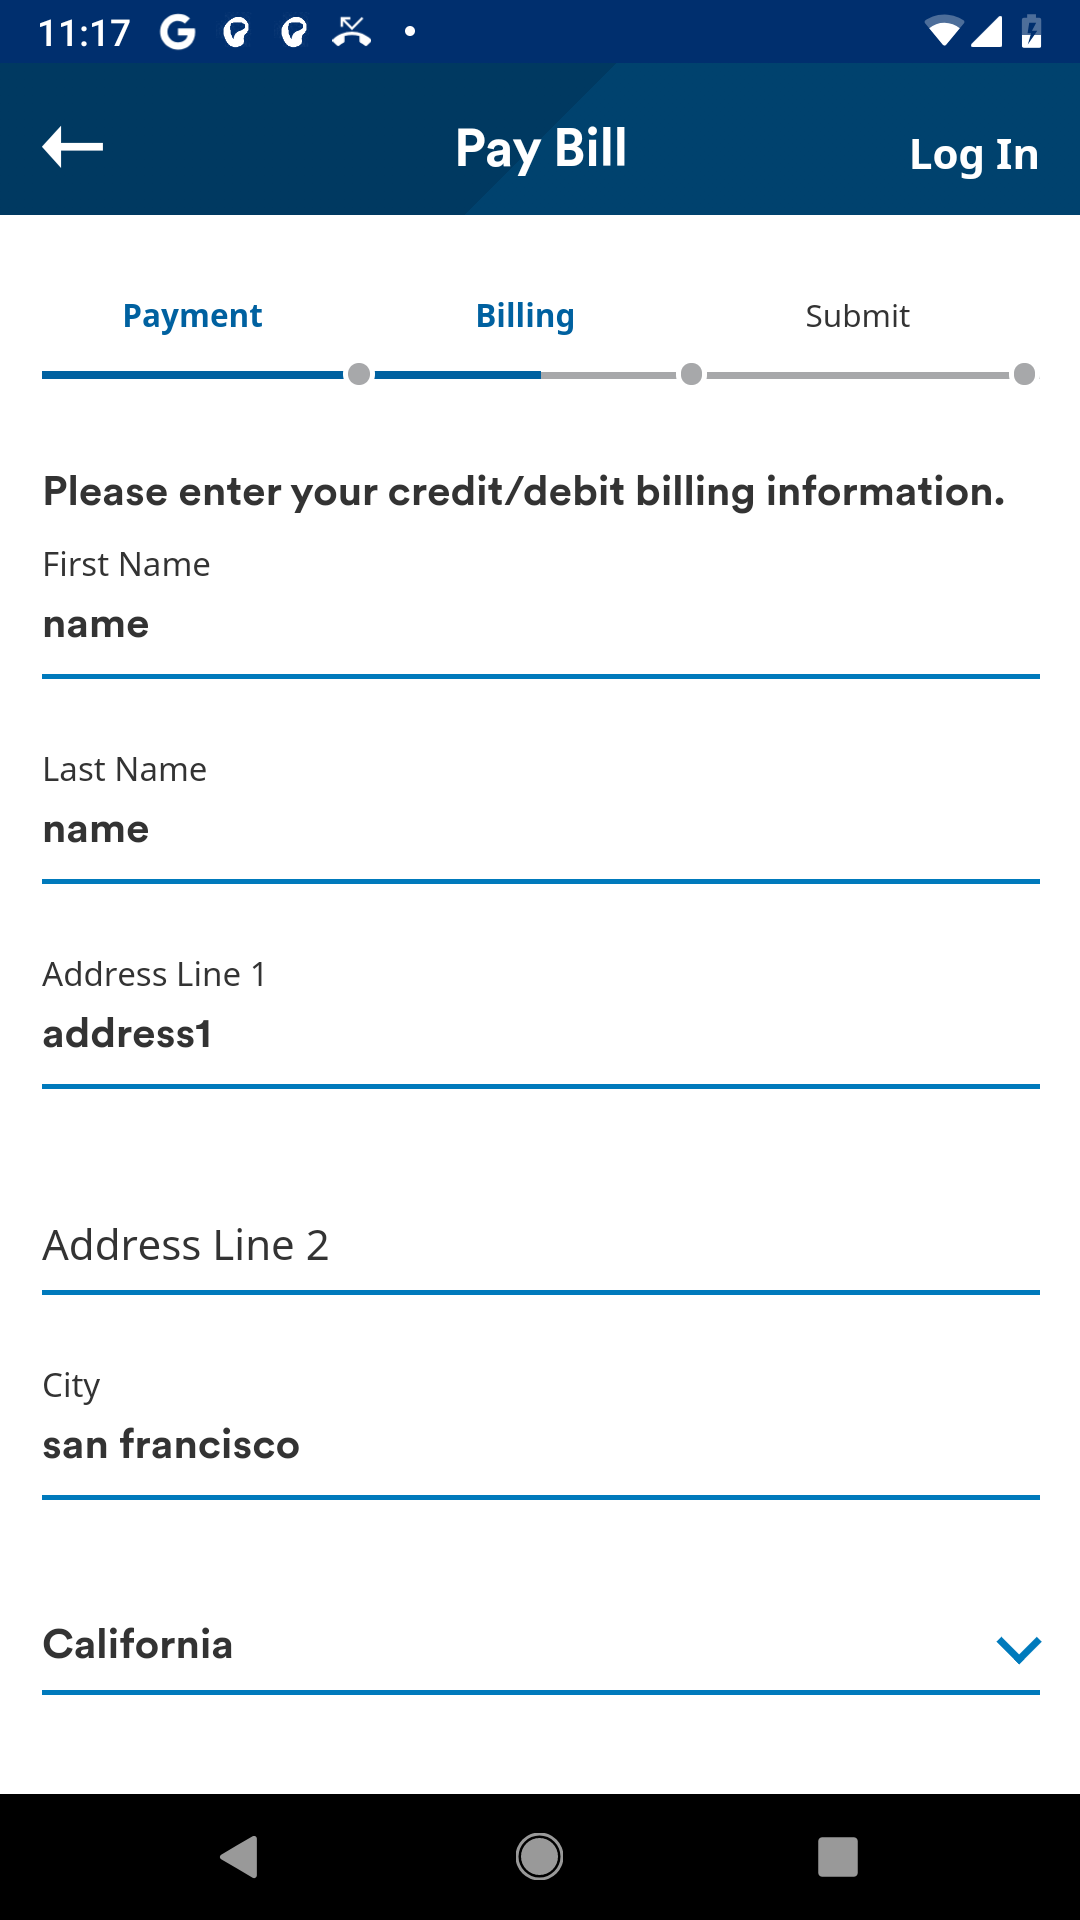 11:17
Pay Bill
Log In
Payment Billing Submit
Please enter your credit/debit billing information.
First Name
name
Last Name
name
Address Line 1
address1
Address Line 2
City
san francisco
California